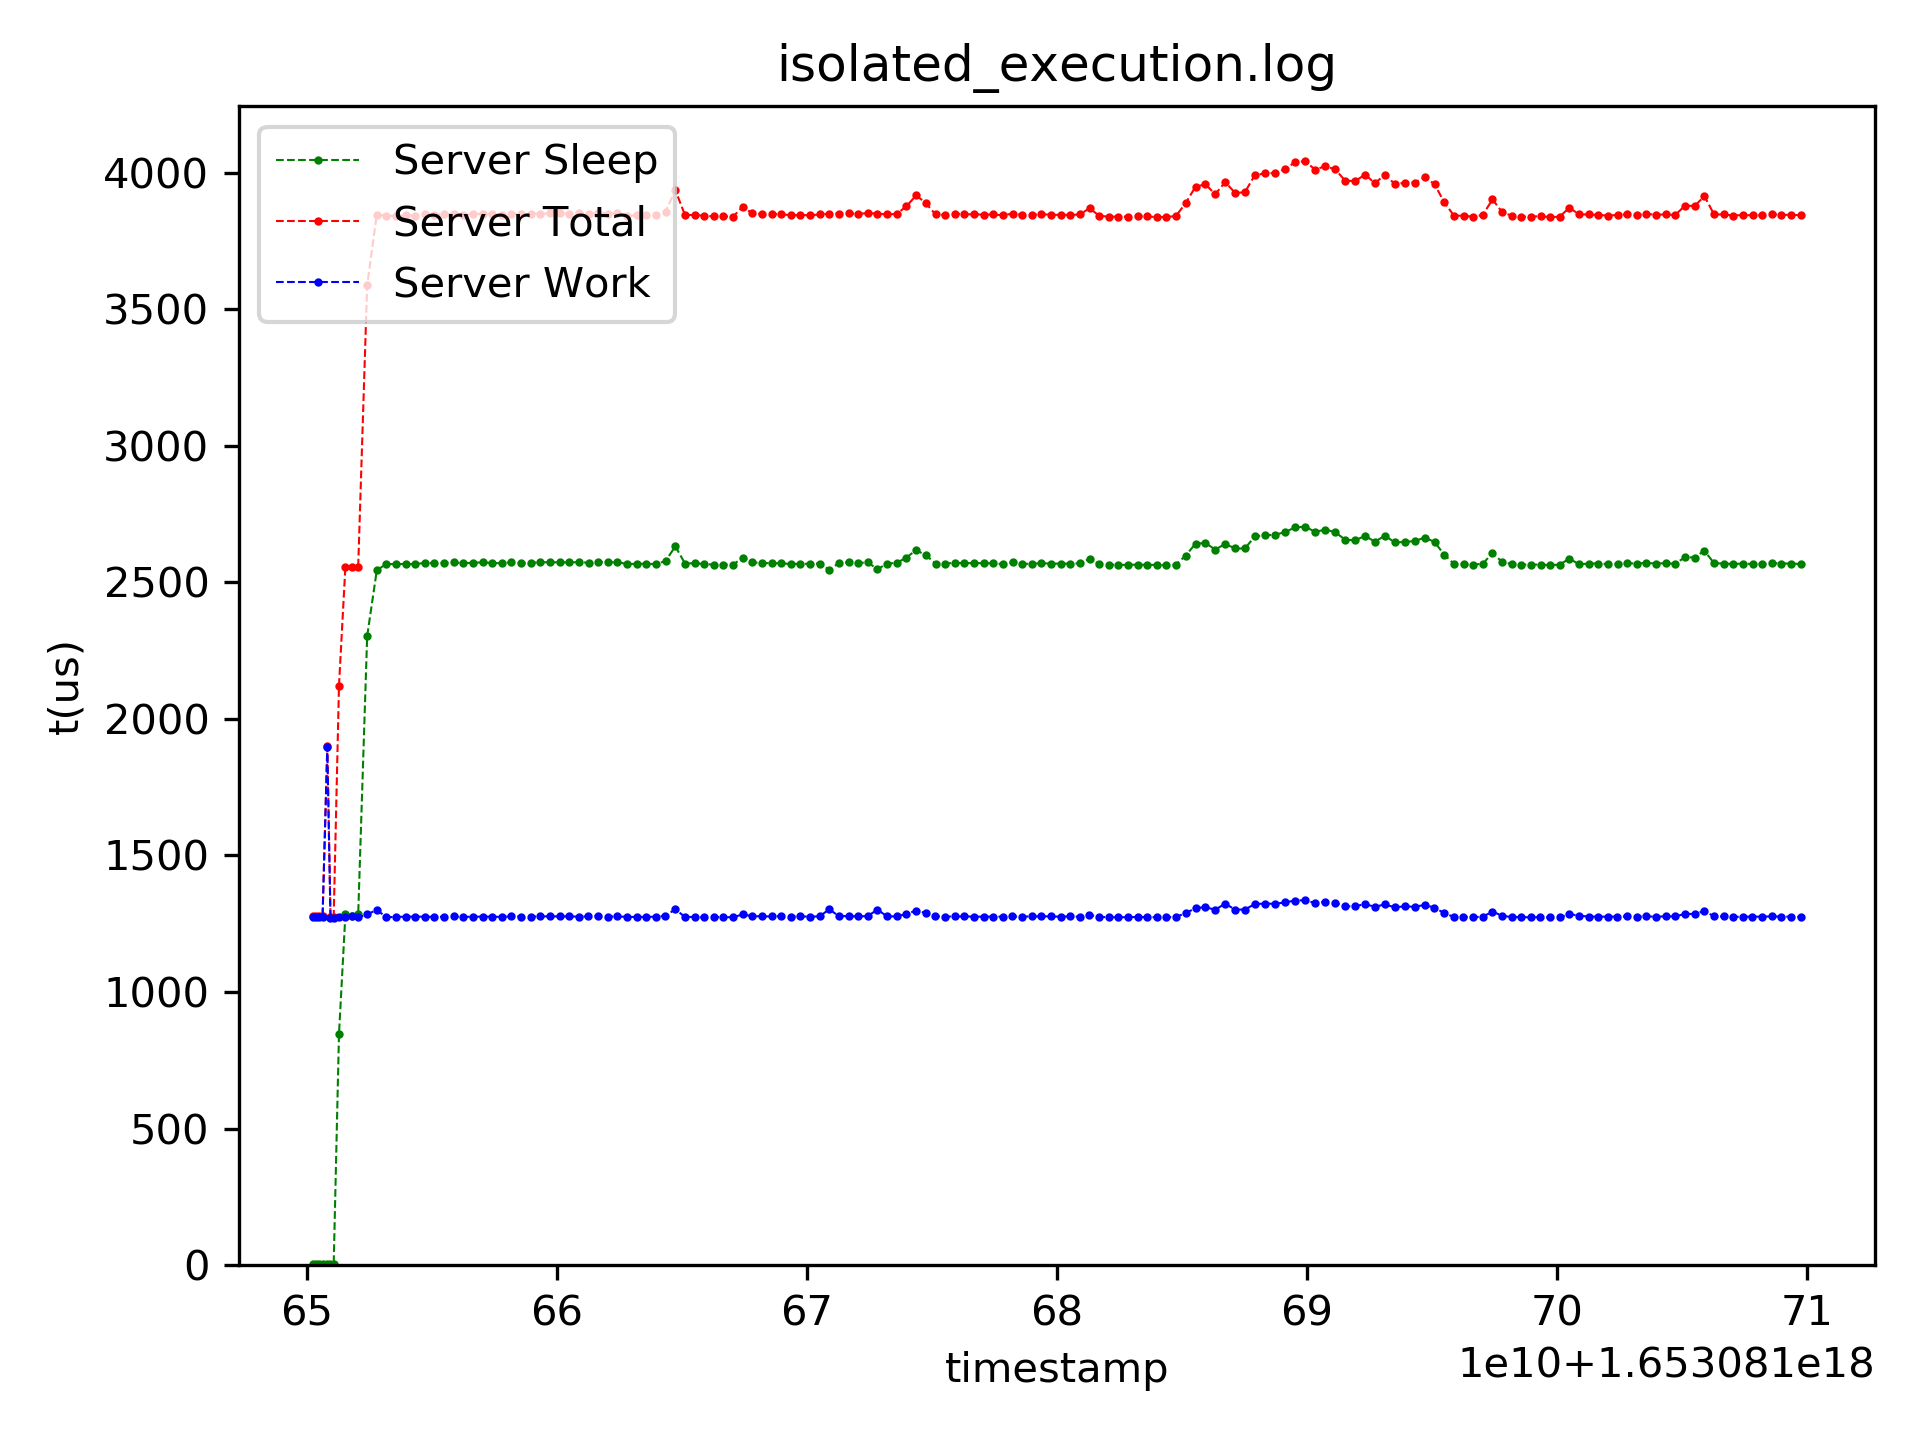 isolated_execution.log
Server Sleep
Server Total
Server Work
4000
3500
3000
2500
2000
1500
1000
500
0
t(us)
65 66 67 68 69 70 71
timestamp
1e10+1.653081e18